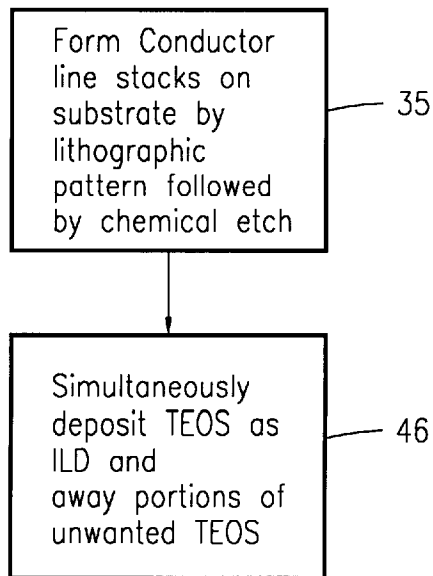 Form Conductor
line stacks on
substrate by
lithographic
pattern followed
by chemical etch
35
Simultaneously
deposit TEOS as
ILD and
away portions of
unwanted TEOS
46